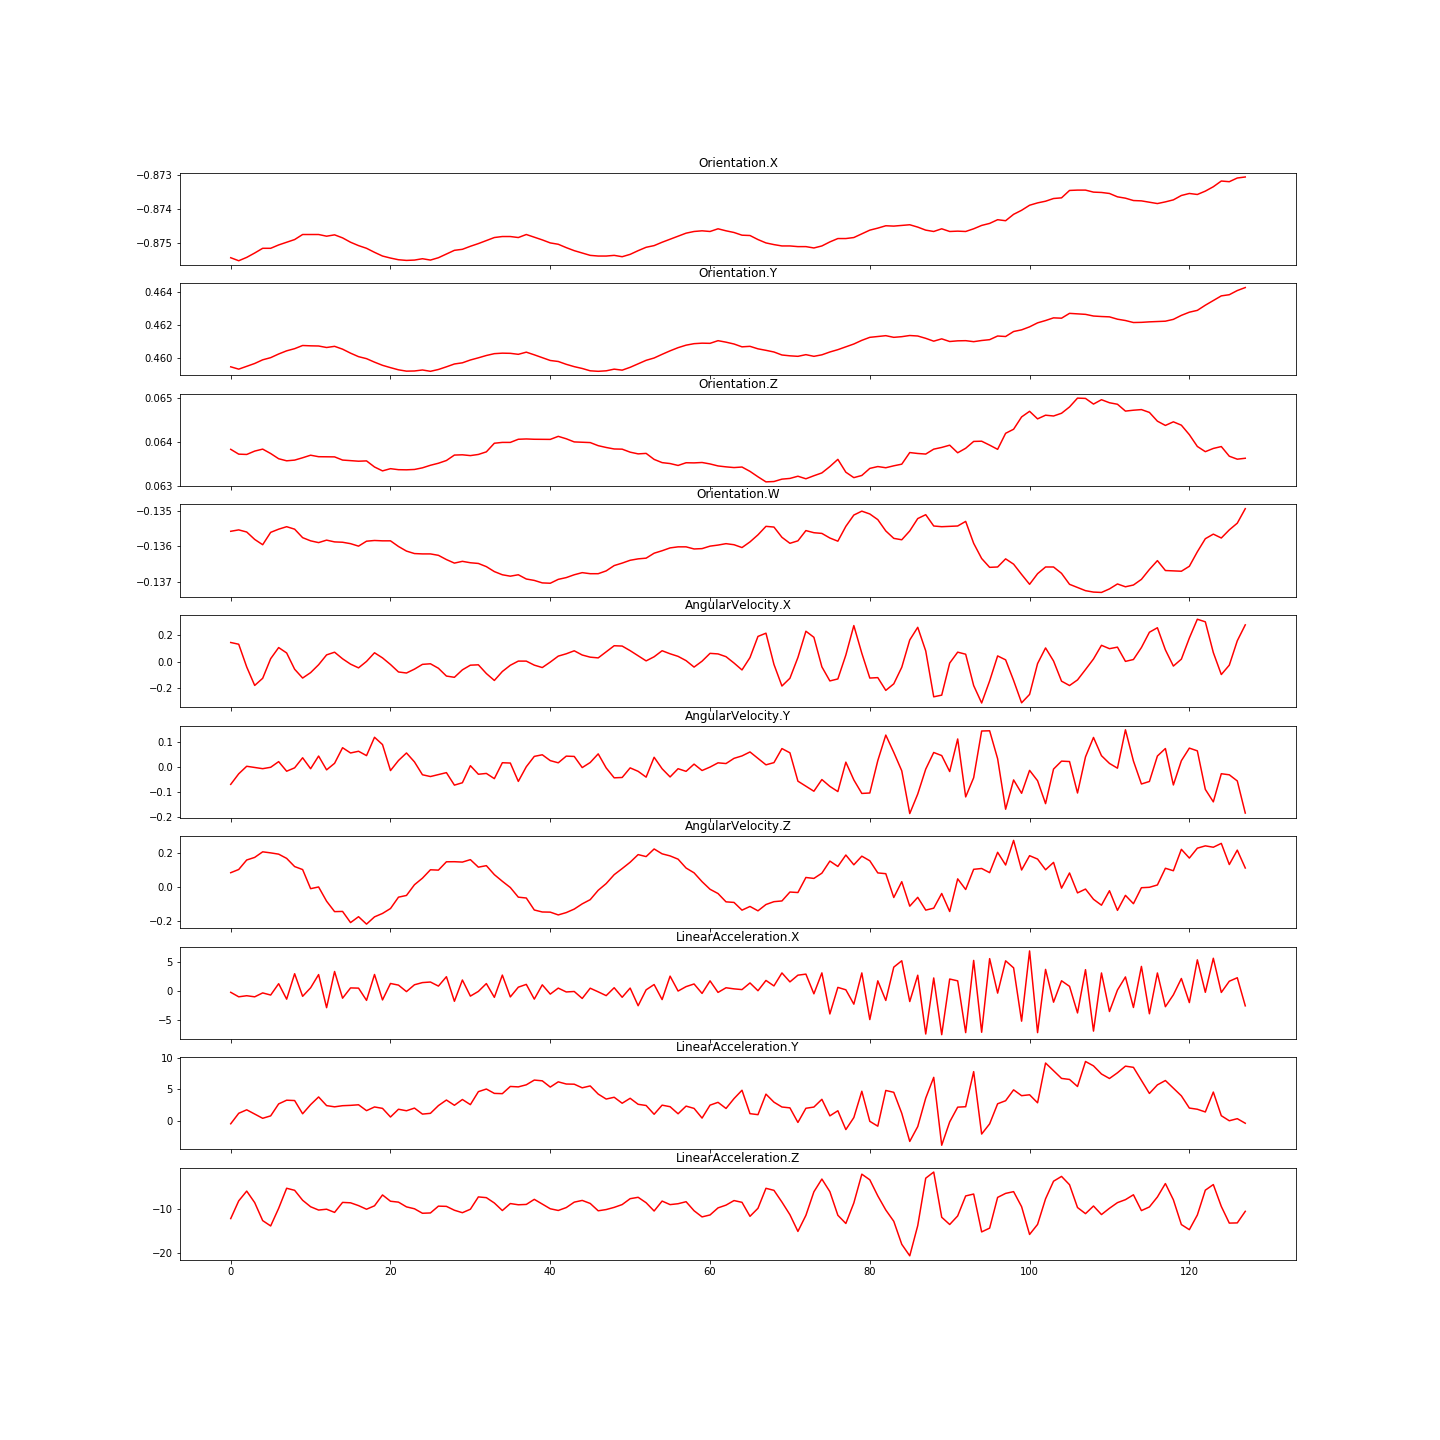 Orientation.X
−0.873
−0.874
−0.875
Orientation.Y
0.464
0.462
0.460
Orientation.Z
0.065
0.064
0.063
Orientation.W
−0.135
−0.136
−0.137
AngularVelocity.X
0.2
0.0
−0.2
AngularVelocity.Y
0.1
0.0
−0.1
−0.2
AngularVelocity.Z
0.2
0.0
−0.2
LinearAcceleration.X
5
0
−5
LinearAcceleration.Y
10
5
0
LinearAcceleration.Z
−10
−20
0 20 40 60 80 100 120